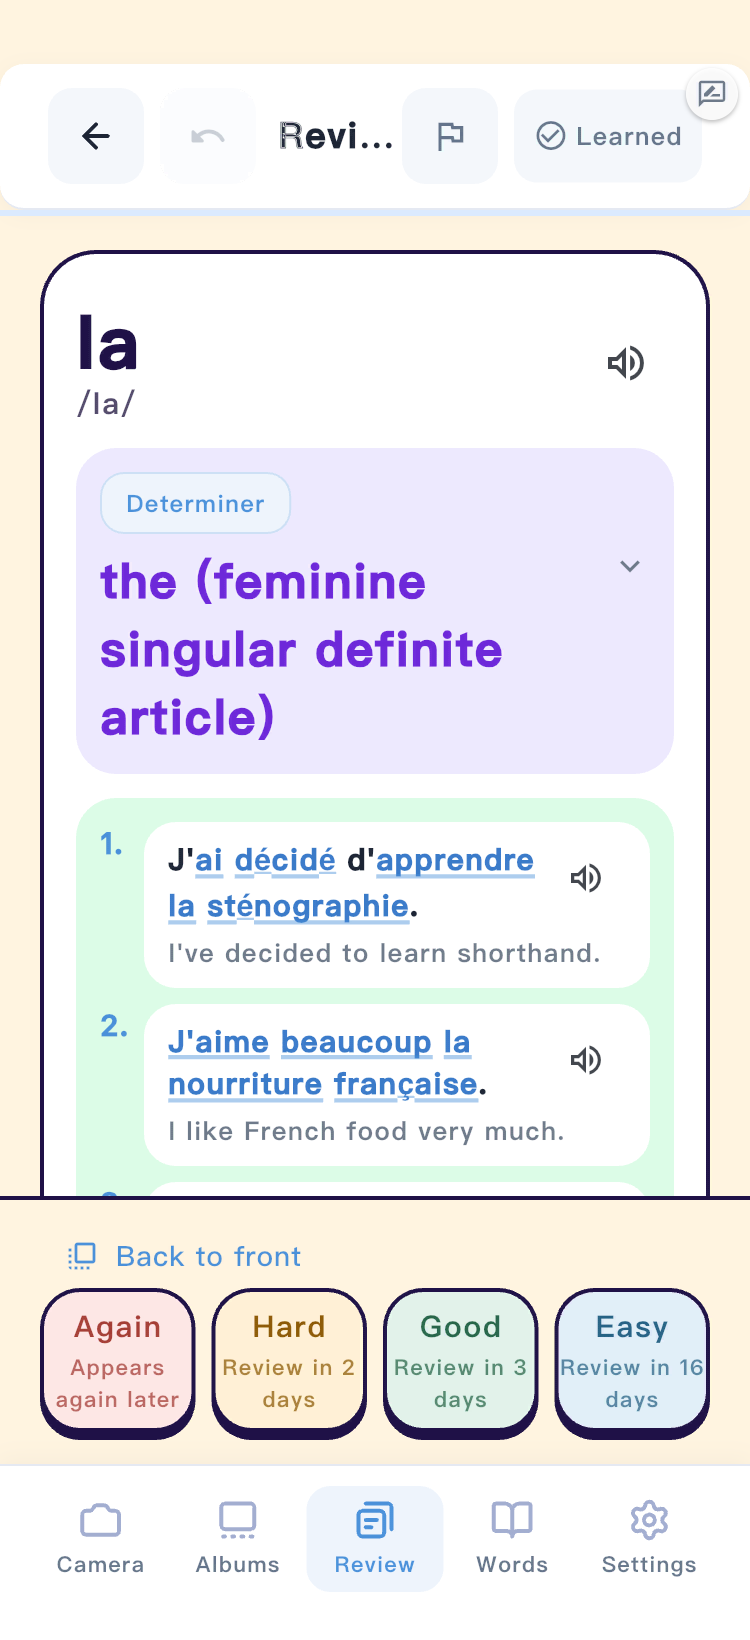 Revi...
Learned
la
/la/
Determiner
the (feminine
singular definite
article)
1.
J'ai décidé d'apprendre
la sténographie.
I've decided to learn shorthand.
2.
J'aime beaucoup la
nourriture française.
I like French food very much.
Back to front
Again
Appears
again later
Hard
Review in 2
days
Good
Review in 3
days
Easy
Review in 16
days
Camera
Albums
Review
Words
Settings